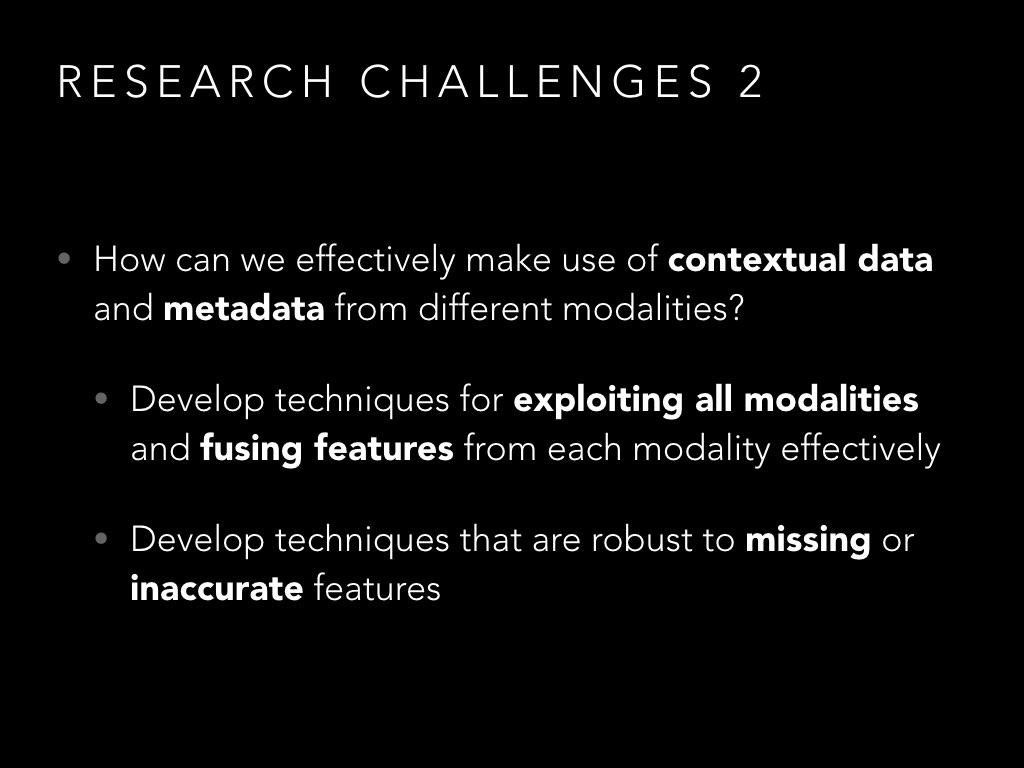 RESEARCH CHALLENGES 2
• How can we effectively make use of contextual data
and metadata from different modalities?
• Develop techniques for exploiting all modalities
and fusing features from each modality effectively
• Develop techniques that are robust to missing or
inaccurate features